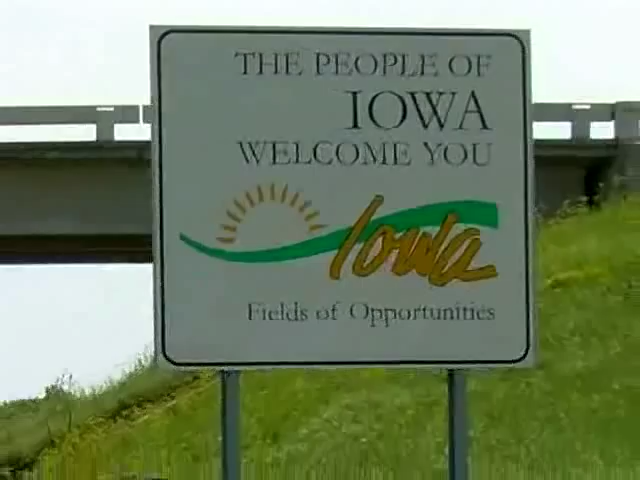 THE PEOPLE OF
IOWA
WELCOME YOU
Iowa
Fields of Opportunities